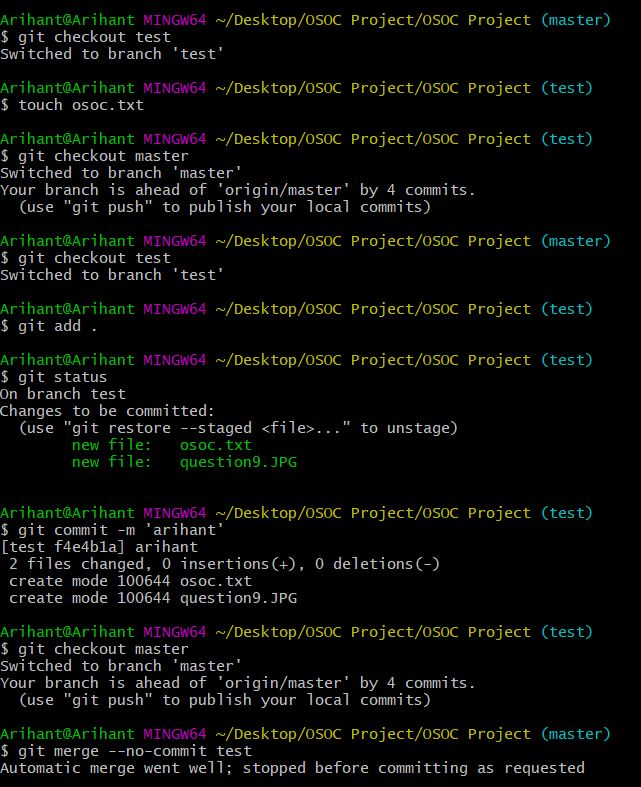 Arihant@Arihant MINGW64 ~/Desktop/OSOC Project/OSOC Project (master)
$ git checkout test
Switched to branch 'test'
Arihant@Arihant MINGW64 ~/Desktop/OSOC Project/OSOC Project (test)
$ touch osoc.txt
Arihant@Arihant MINGW64 ~/Desktop/OSOC Project/OSOC Project (test)
$ git checkout master
Switched to branch 'master'
Your branch is ahead of 'origin/master' by 4 commits.
  (use "git push" to publish your local commits)
Arihant@Arihant MINGW64 ~/Desktop/OSOC Project/OSOC Project (master)
$ git checkout test
Switched to branch 'test'
Arihant@Arihant MINGW64 ~/Desktop/OSOC Project/OSOC Project (test)
$ git add .
Arihant@Arihant MINGW64 ~/Desktop/OSOC Project/OSOC Project (test)
$ git status
On branch test
Changes to be committed:
  (use "git restore --staged <file>..." to unstage)
        new file:   osoc.txt
        new file:   question9.JPG
Arihant@Arihant MINGW64 ~/Desktop/OSOC Project/OSOC Project (test)
$ git commit -m 'arihant'
[test f4e4b1a] arihant
 2 files changed, 0 insertions(+), 0 deletions(-)
 create mode 100644 osoc.txt
 create mode 100644 question9.JPG
Arihant@Arihant MINGW64 ~/Desktop/OSOC Project/OSOC Project (test)
$ git checkout master
Switched to branch 'master'
Your branch is ahead of 'origin/master' by 4 commits.
  (use "git push" to publish your local commits)
Arihant@Arihant MINGW64 ~/Desktop/OSOC Project/OSOC Project (master)
$ git merge --no-commit test
Automatic merge went well; stopped before committing as requested